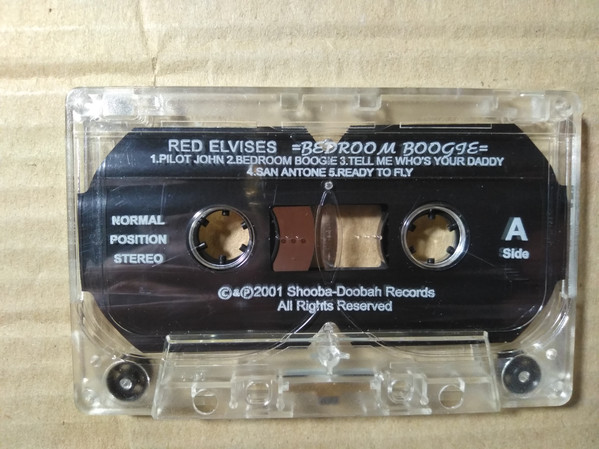 RED ELVISES =BEDROOM BOOGIE=
1.PILOT JOHN 2.BEDROOM BOOGIE 3.TELL ME WHO'S YOUR DADDY
4.SAN ANTONE 5.READY TO FLY
NORMAL
POSITION
STEREO
A
Side
©&℗2001 Shooba-Doobah Records
All Rights Reserved